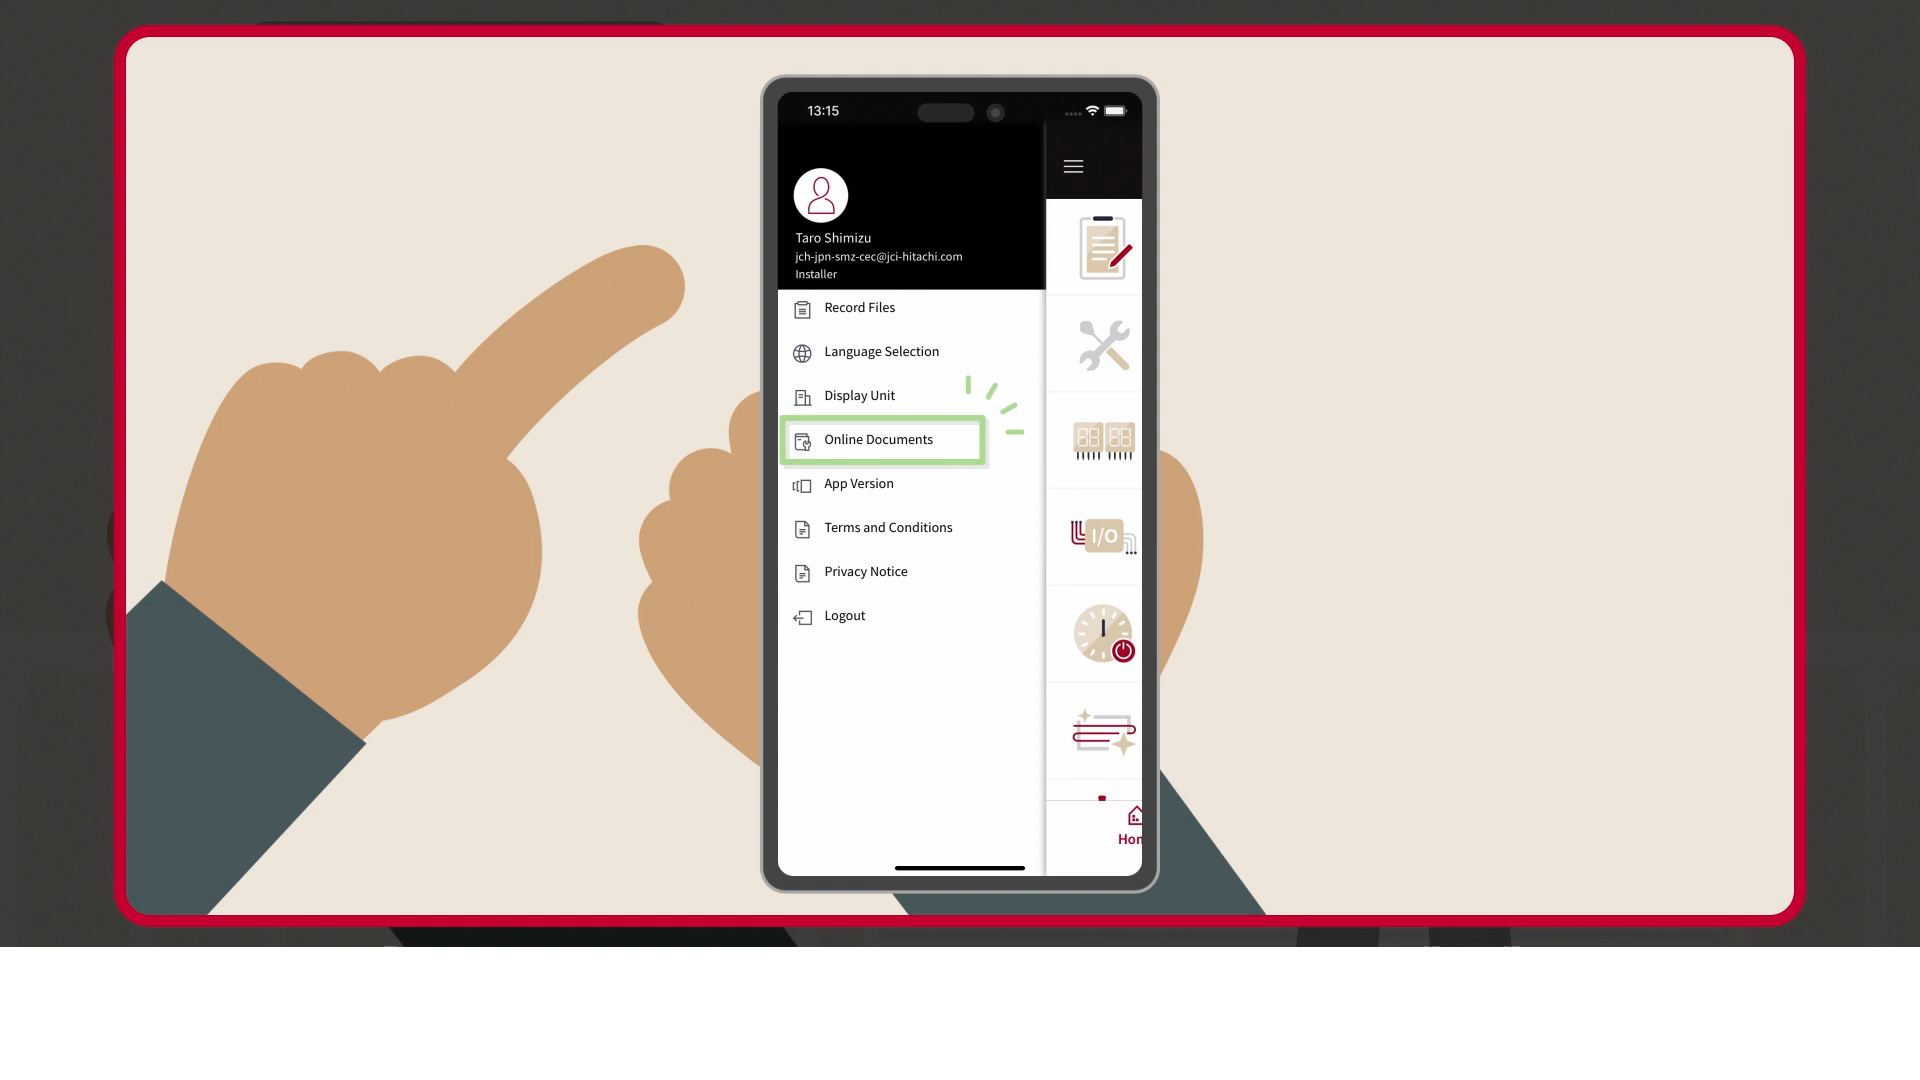 13:15
Taro Shimizu
jch-jpn-smz-cec@jci-hitachi.com
Installer
Record Files
Language Selection
Display Unit
Online Documents
App Version
Terms and Conditions
Privacy Notice
Logout
I/O
Hom